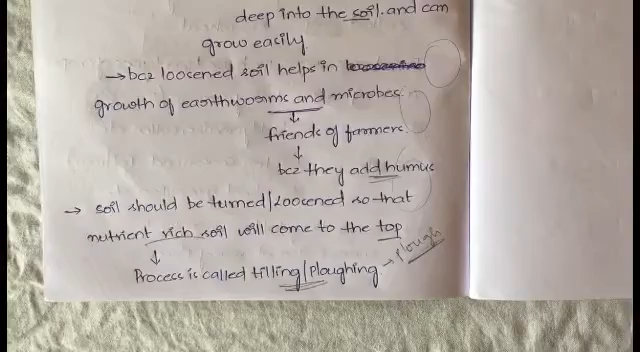 deep into the soil. and can
grow easily.
→ bcz loosened soil helps in
growth of earthworms and microbes.
↓
friends of farmers.
↓
bcz they add humus
→ soil should be turned/loosened so that
nutrient rich soil will come to the top
↓
Process is called tilling/Ploughing → Plough